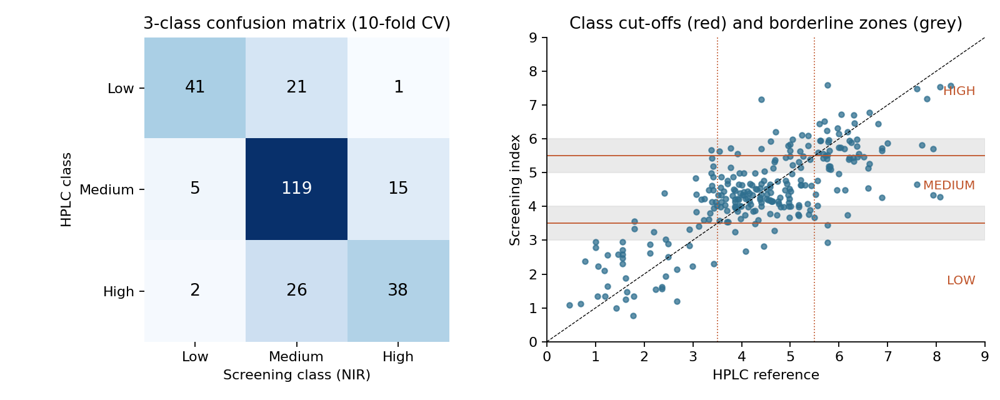 3-class confusion matrix (10-fold CV)
HPLC class
Low
41
21
1
Medium
5
119
15
High
2
26
38
Low
Medium
High
Screening class (NIR)
Class cut-offs (red) and borderline zones (grey)
Screening index
9
8
7
6
5
4
3
2
1
0
HIGH
MEDIUM
LOW
0
1
2
3
4
5
6
7
8
9
HPLC reference